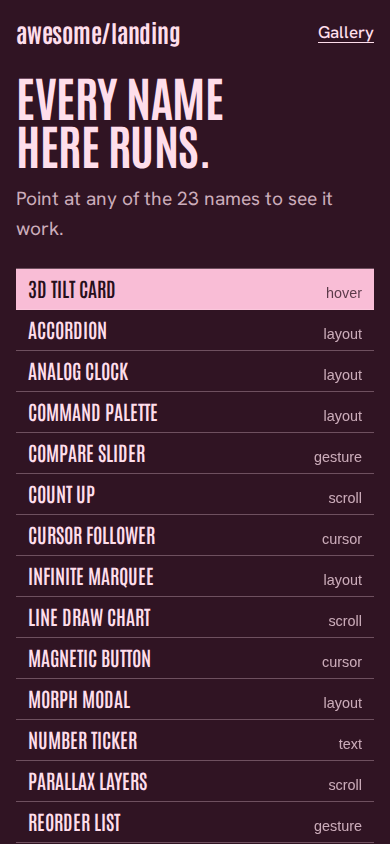 awesome/landing
Gallery
EVERY NAME
HERE RUNS.
Point at any of the 23 names to see it
work.
3D TILT CARD hover
ACCORDION layout
ANALOG CLOCK layout
COMMAND PALETTE layout
COMPARE SLIDER gesture
COUNT UP scroll
CURSOR FOLLOWER cursor
INFINITE MARQUEE layout
LINE DRAW CHART scroll
MAGNETIC BUTTON cursor
MORPH MODAL layout
NUMBER TICKER text
PARALLAX LAYERS scroll
REORDER LIST gesture